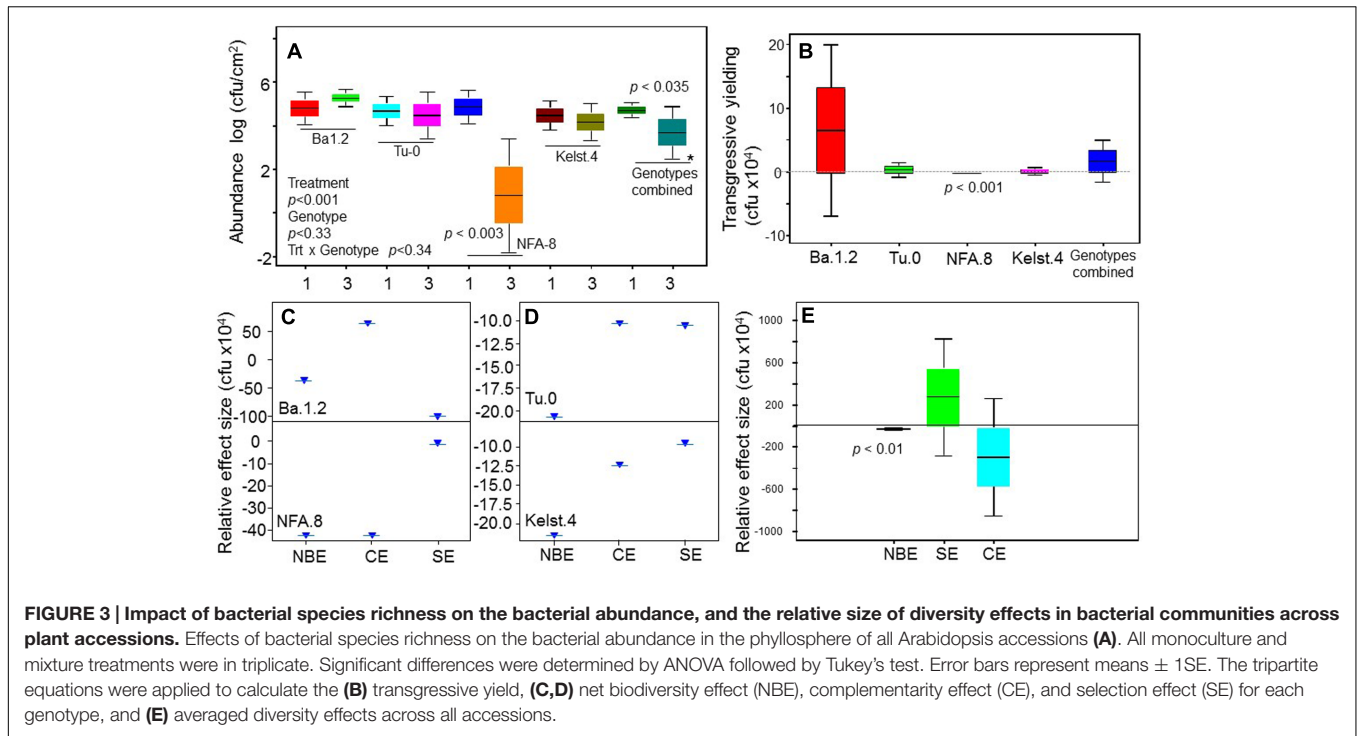 A
Abundance log (cfu/cm2)
6
2
-2
Ba1.2
Tu-0
Kelst.4
p < 0.035
*
Genotypes
combined
Treatment
p<0.001
Genotype
p<0.33
Trt x Genotype p<0.34
p < 0.003
NFA-8
1 3 1 3 1 3 1 3 1 3
B
Transgressive yielding
(cfu x10⁴)
20
10
0
-10
p < 0.001
Ba.1.2 Tu.0 NFA.8 Kelst.4 Genotypes
combined
C
Relative effect size (cfu x10⁴)
50
0
-50
-100
Ba.1.2
0
-10
-20
-30
-40
NFA.8
NBE CE SE
D
-10.0
-12.5
-15.0
-17.5
-20.0
Tu.0
-10.0
-12.5
-15.0
-17.5
-20.0
Kelst.4
NBE CE SE
E
Relative effect size (cfu x10⁴)
1000
600
200
-200
-600
-1000
p < 0.01
NBE SE CE
FIGURE 3 | Impact of bacterial species richness on the bacterial abundance, and the relative size of diversity effects in bacterial communities across
plant accessions. Effects of bacterial species richness on the bacterial abundance in the phyllosphere of all Arabidopsis accessions (A). All monoculture and
mixture treatments were in triplicate. Significant differences were determined by ANOVA followed by Tukey's test. Error bars represent means ± 1SE. The tripartite
equations were applied to calculate the (B) transgressive yield, (C,D) net biodiversity effect (NBE), complementarity effect (CE), and selection effect (SE) for each
genotype, and (E) averaged diversity effects across all accessions.